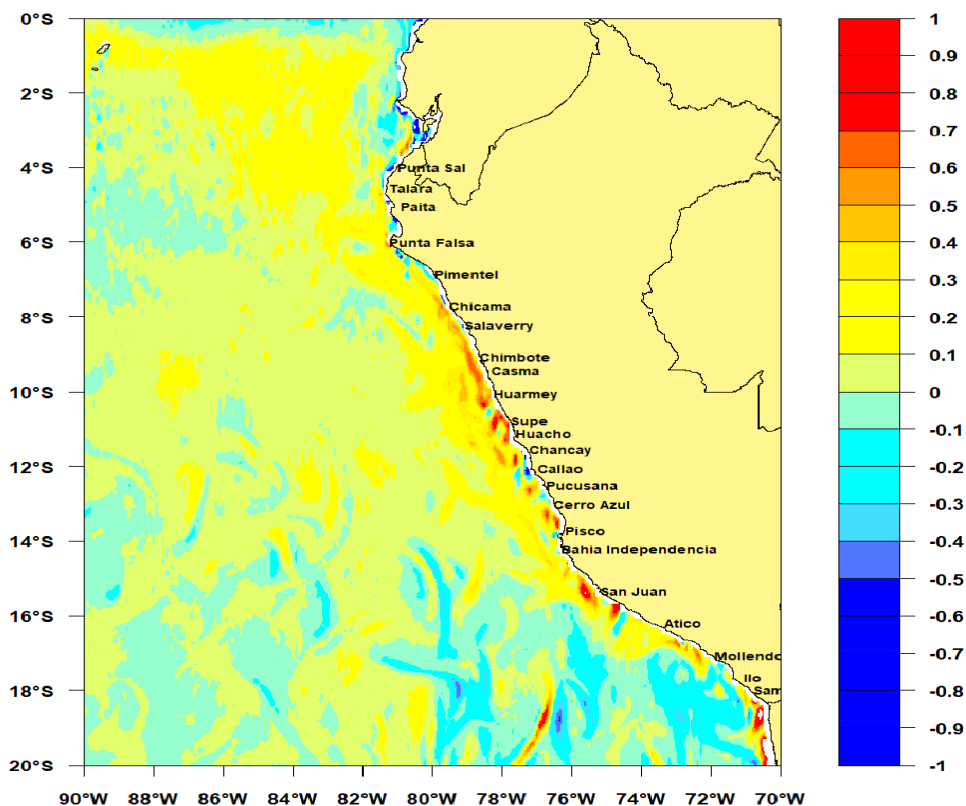 0°S
2°S
4°S
6°S
8°S
10°S
12°S
14°S
16°S
18°S
20°S
90°W
88°W
86°W
84°W
82°W
80°W
78°W
76°W
74°W
72°W
70°W
Punta Sal
Talara
Paita
Punta Falsa
Pimentel
Chicama
Salaverry
Chimbote
Casma
Huarmey
Supe
Huacho
Chancay
Callao
Pucusana
Cerro Azul
Pisco
Bahia Independencia
San Juan
Atico
Mollendo
Ilo
Sam
1
0.9
0.8
0.7
0.6
0.5
0.4
0.3
0.2
0.1
0
-0.1
-0.2
-0.3
-0.4
-0.5
-0.6
-0.7
-0.8
-0.9
-1